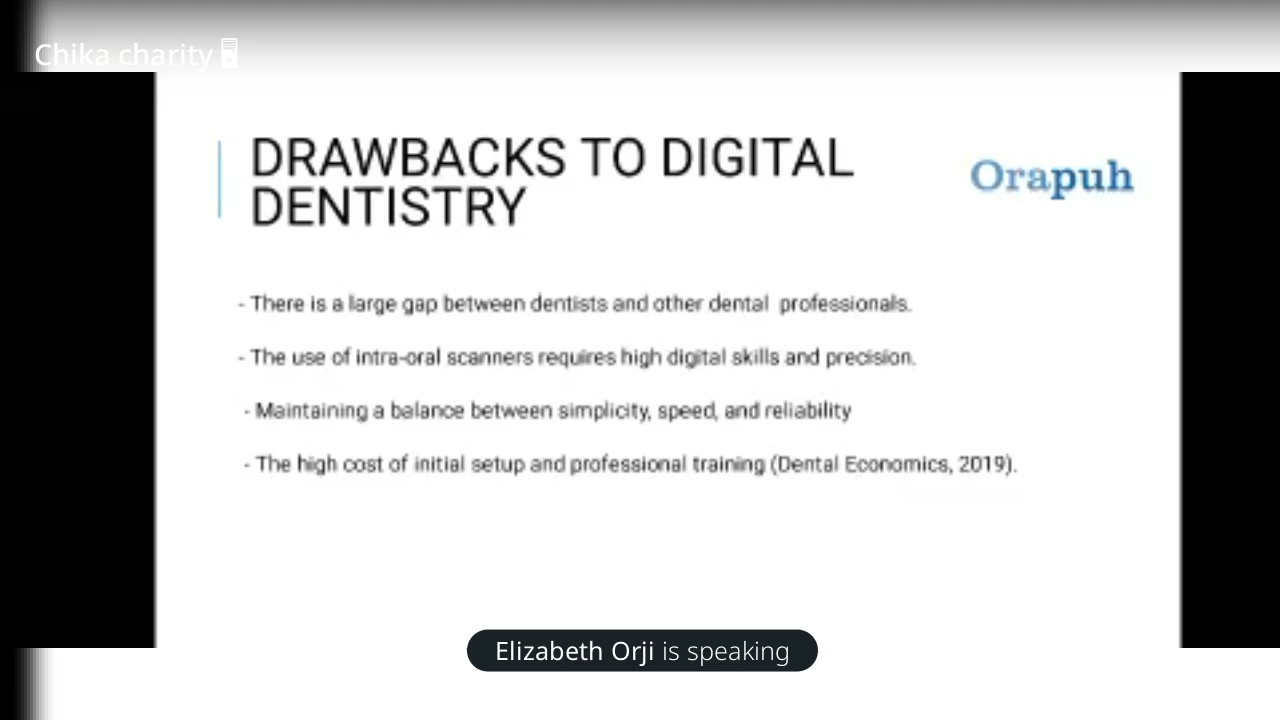 Chika charity
DRAWBACKS TO DIGITAL
DENTISTRY
Orapuh
- There is a large gap between dentists and other dental professionals.
- The use of intra-oral scanners requires high digital skills and precision.
- Maintaining a balance between simplicity, speed, and reliability
- The high cost of initial setup and professional training (Dental Economics, 2019).
Elizabeth Orji is speaking